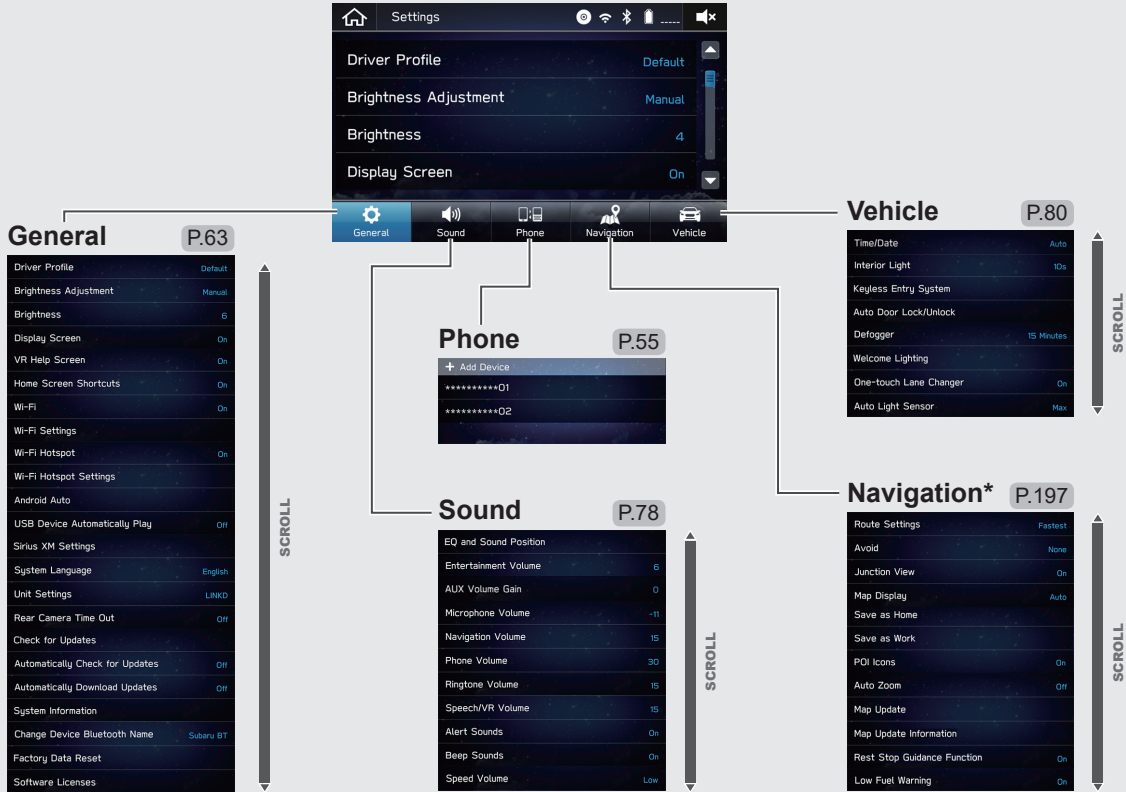 Settings
Driver Profile Default
Brightness Adjustment Manual
Brightness 4
Display Screen On
General Sound Phone Navigation Vehicle
General P.63
Driver Profile Default
Brightness Adjustment Manual
Brightness 6
Display Screen On
VR Help Screen On
Home Screen Shortcuts On
Wi-Fi On
Wi-Fi Settings
Wi-Fi Hotspot On
Wi-Fi Hotspot Settings
Android Auto
USB Device Automatically Play Off
Sirius XM Settings
System Language English
Unit Settings LINKD
Rear Camera Time Out Off
Check for Updates
Automatically Check for Updates Off
Automatically Download Updates Off
System Information
Change Device Bluetooth Name Subaru BT
Factory Data Reset
Software Licenses
SCROLL
Phone P.55
+ Add Device
**********01
**********02
Sound P.78
EQ and Sound Position
Entertainment Volume 6
AUX Volume Gain 0
Microphone Volume -11
Navigation Volume 15
Phone Volume 30
Ringtone Volume 15
Speech/VR Volume 15
Alert Sounds On
Beep Sounds On
Speed Volume Low
SCROLL
Vehicle P.80
Time/Date Auto
Interior Light 10s
Keyless Entry System
Auto Door Lock/Unlock
Defogger 15 Minutes
Welcome Lighting
One-touch Lane Changer On
Auto Light Sensor Max
SCROLL
Navigation* P.197
Route Settings Fastest
Avoid None
Junction View On
Map Display Auto
Save as Home
Save as Work
POI Icons On
Auto Zoom Off
Map Update
Map Update Information
Rest Stop Guidance Function On
Low Fuel Warning On
SCROLL